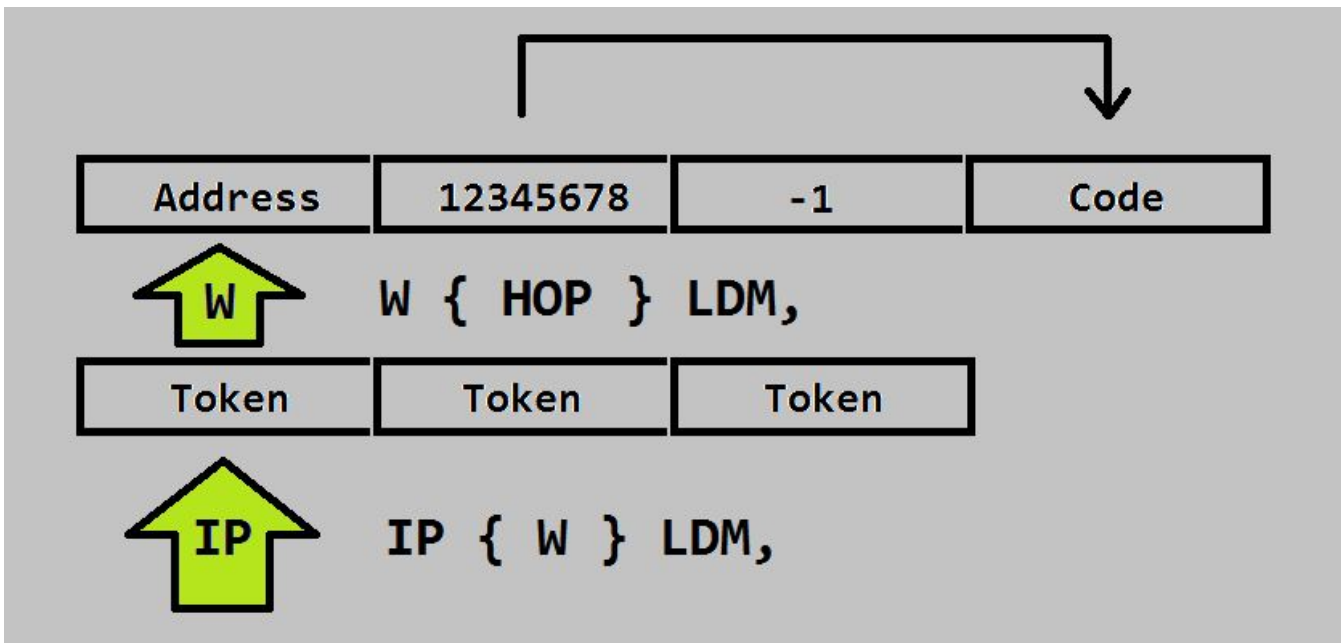 Address 12345678 -1 Code
W W { HOP } LDM,
Token Token Token
IP IP { W } LDM,